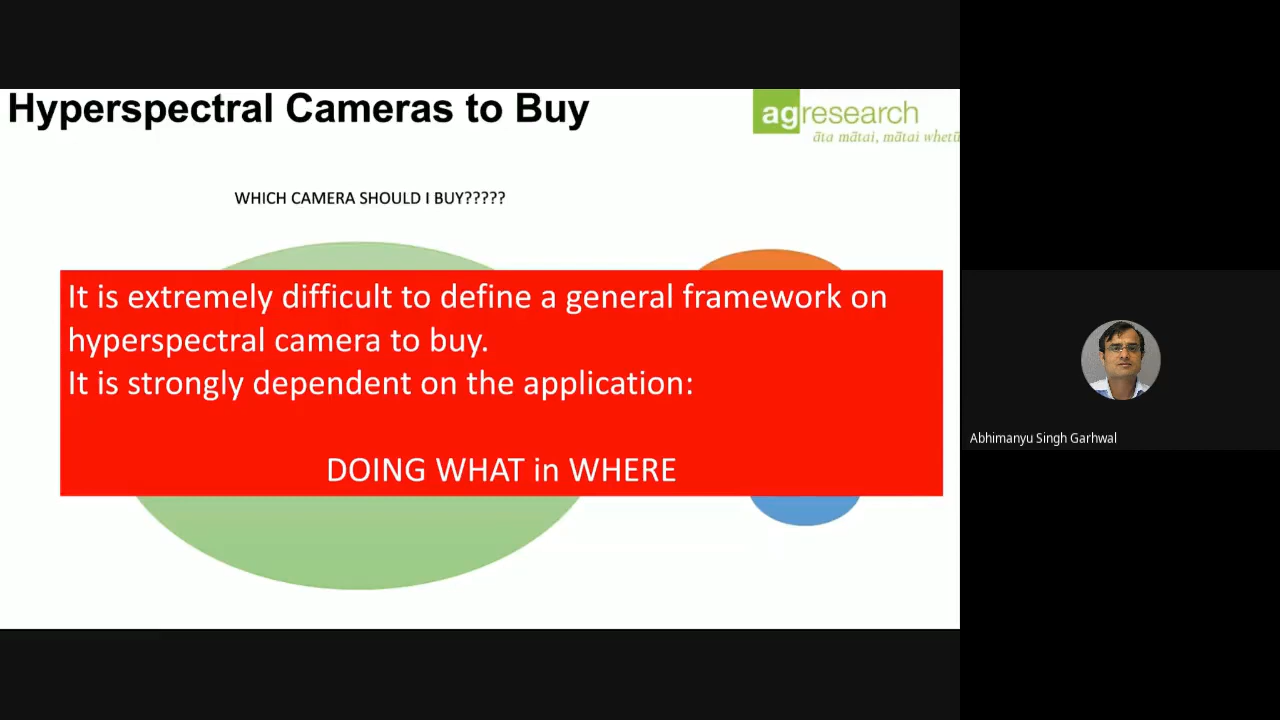 Hyperspectral Cameras to Buy
agresearch
āta mātai, mātai whetū
WHICH CAMERA SHOULD I BUY?????
It is extremely difficult to define a general framework on
hyperspectral camera to buy.
It is strongly dependent on the application:
DOING WHAT in WHERE
Abhimanyu Singh Garhwal